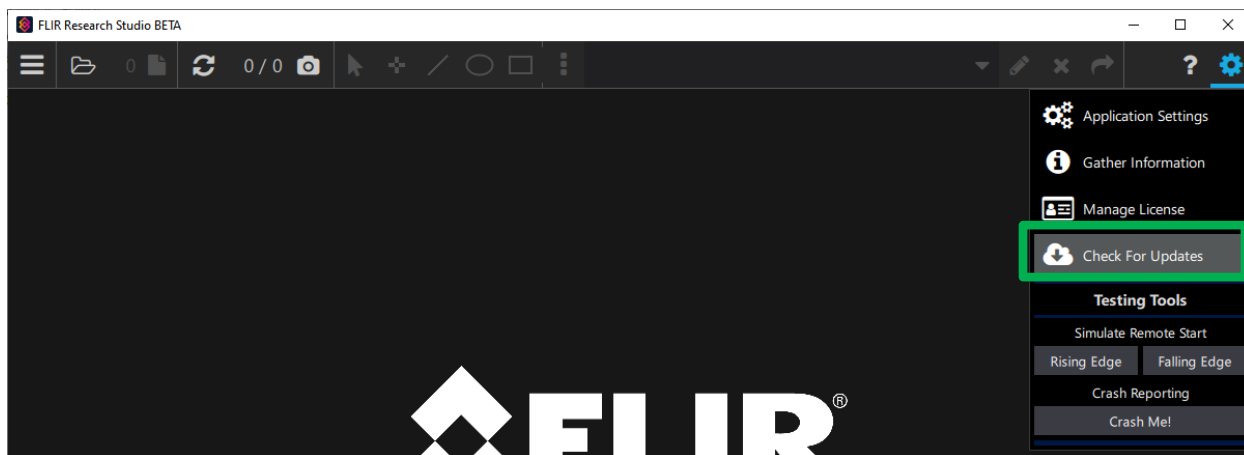 FLIR Research Studio BETA
0 0 / 0 ?
Application Settings
Gather Information
Manage License
Check For Updates
Testing Tools
Simulate Remote Start
Rising Edge Falling Edge
Crash Reporting
Crash Me!
FLIR®